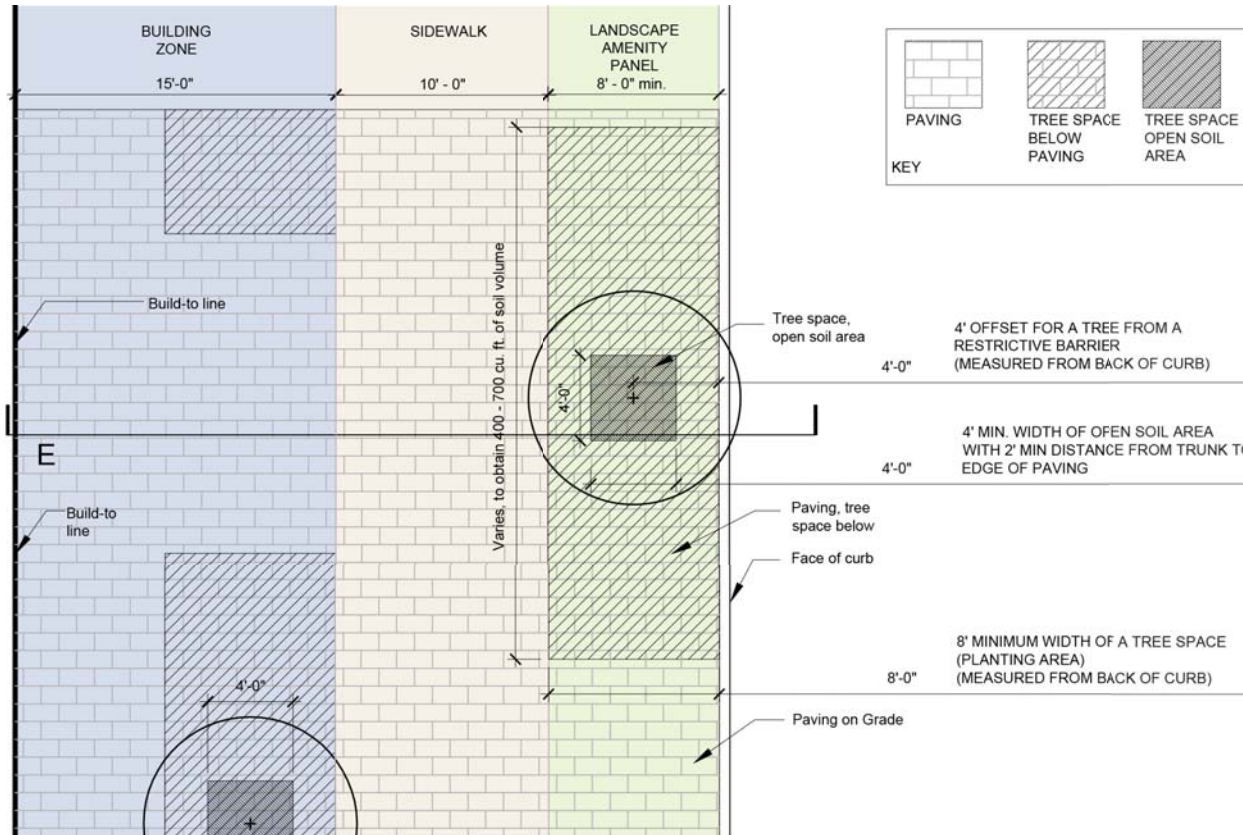 BUILDING
ZONE
15'-0"
SIDEWALK
10' - 0"
LANDSCAPE
AMENITY
PANEL
8' - 0" min.
PAVING
TREE SPACE
BELOW
PAVING
TREE SPACE
OPEN SOIL
AREA
KEY
Build-to line
Varies, to obtain 400 - 700 cu. ft. of soil volume
Tree space,
open soil area
4'-0"
4' OFFSET FOR A TREE FROM A
RESTRICTIVE BARRIER
(MEASURED FROM BACK OF CURB)
4'-0"
E
4' MIN. WIDTH OF OPEN SOIL AREA
WITH 2' MIN DISTANCE FROM TRUNK TO
EDGE OF PAVING
4'-0"
Build-to
line
Paving, tree
space below
Face of curb
8' MINIMUM WIDTH OF A TREE SPACE
(PLANTING AREA)
(MEASURED FROM BACK OF CURB)
8'-0"
4'-0"
Paving on Grade